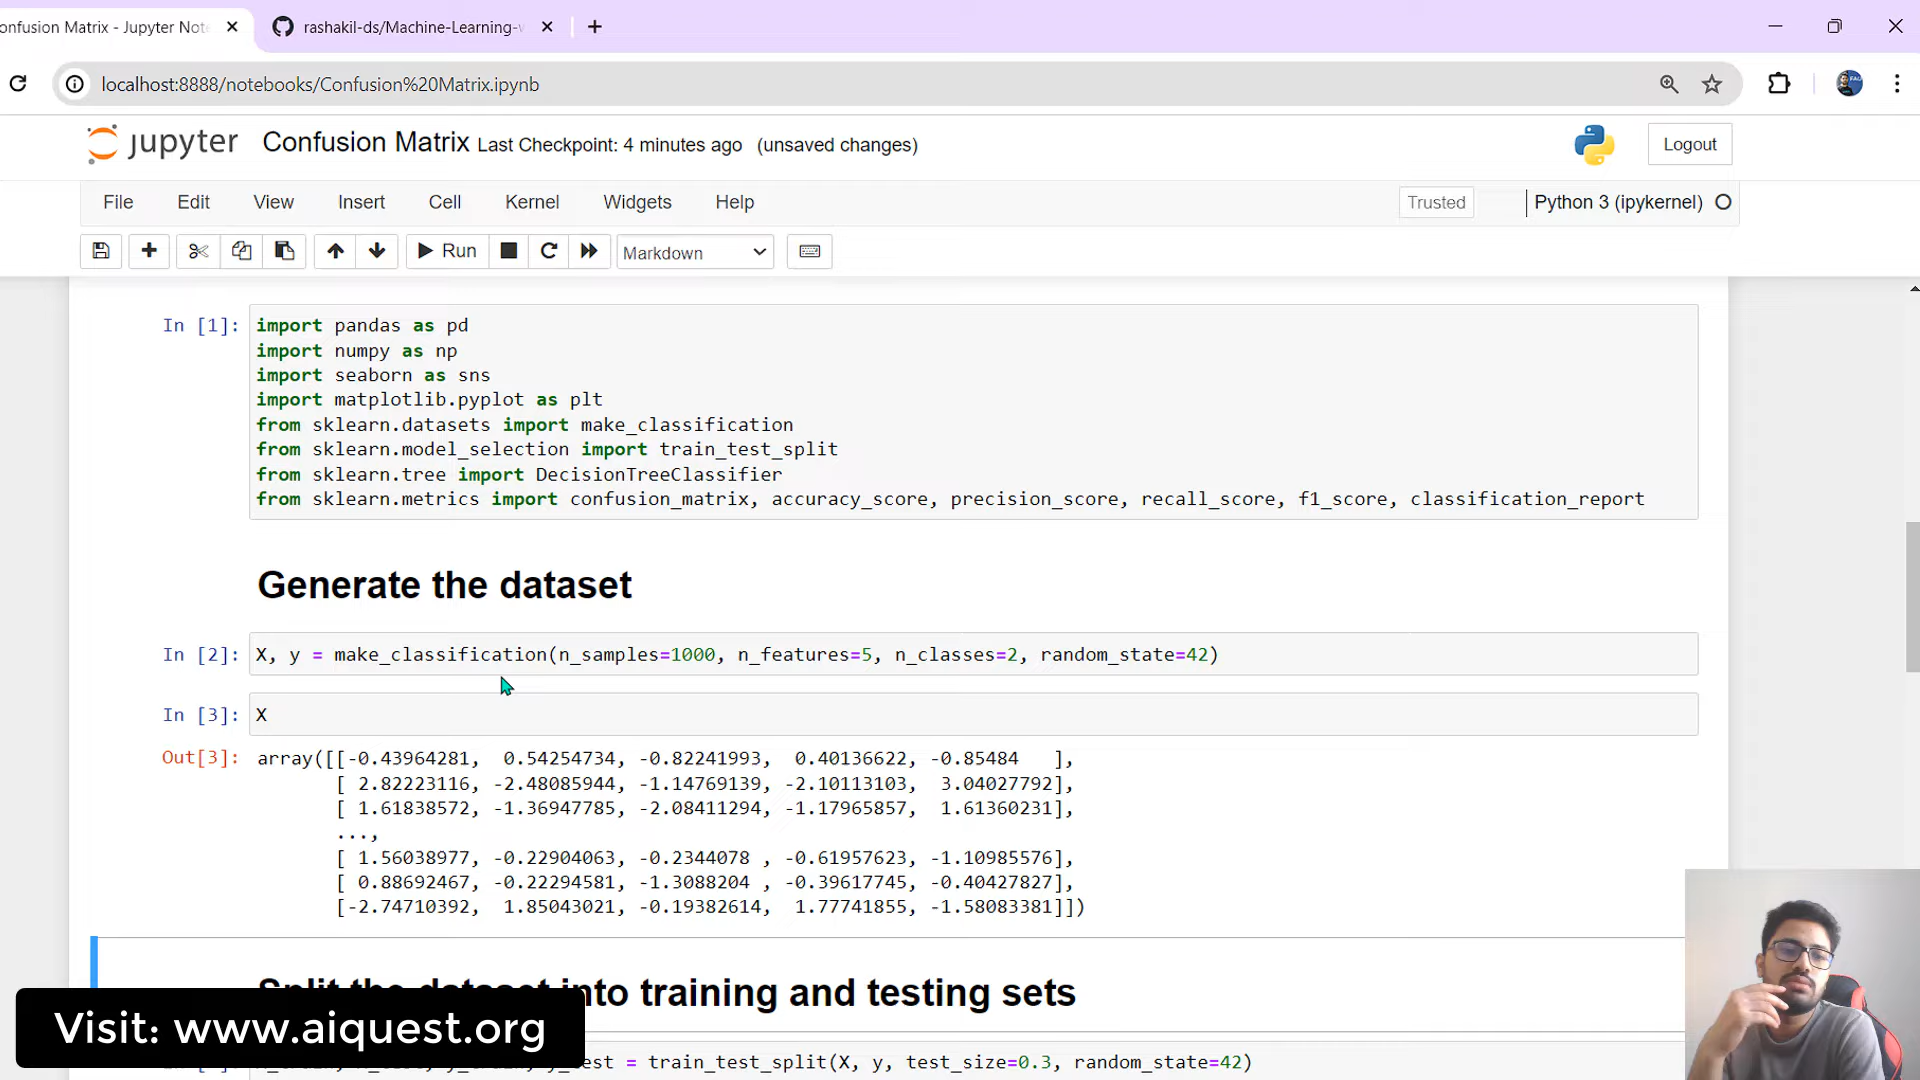 onfusion Matrix - Jupyter Not
rashakil-ds/Machine-Learning-w
localhost:8888/notebooks/Confusion%20Matrix.ipynb
jupyter Confusion Matrix Last Checkpoint: 4 minutes ago (unsaved changes)
Logout
File Edit View Insert Cell Kernel Widgets Help
Trusted
Python 3 (ipykernel)
Run
Markdown
In [1]: import pandas as pd
import numpy as np
import seaborn as sns
import matplotlib.pyplot as plt
from sklearn.datasets import make_classification
from sklearn.model_selection import train_test_split
from sklearn.tree import DecisionTreeClassifier
from sklearn.metrics import confusion_matrix, accuracy_score, precision_score, recall_score, f1_score, classification_report
Generate the dataset
In [2]: X, y = make_classification(n_samples=1000, n_features=5, n_classes=2, random_state=42)
In [3]: X
Out[3]: array([[-0.43964281, 0.54254734, -0.82241993, 0.40136622, -0.85484 ],
[ 2.82223116, -2.48085944, -1.14769139, -2.10113103, 3.04027792],
[ 1.61838572, -1.36947785, -2.08411294, -1.17965857, 1.61360231],
...,
[ 1.56038977, -0.22904063, -0.2344078 , -0.61957623, -1.10985576],
[ 0.88692467, -0.22294581, -1.3088204 , -0.39617745, -0.40427827],
[-2.74710392, 1.85043021, -0.19382614, 1.77741855, -1.58083381]])
Split the dataset into training and testing sets
Visit: www.aiquest.org
= train_test_split(X, y, test_size=0.3, random_state=42)